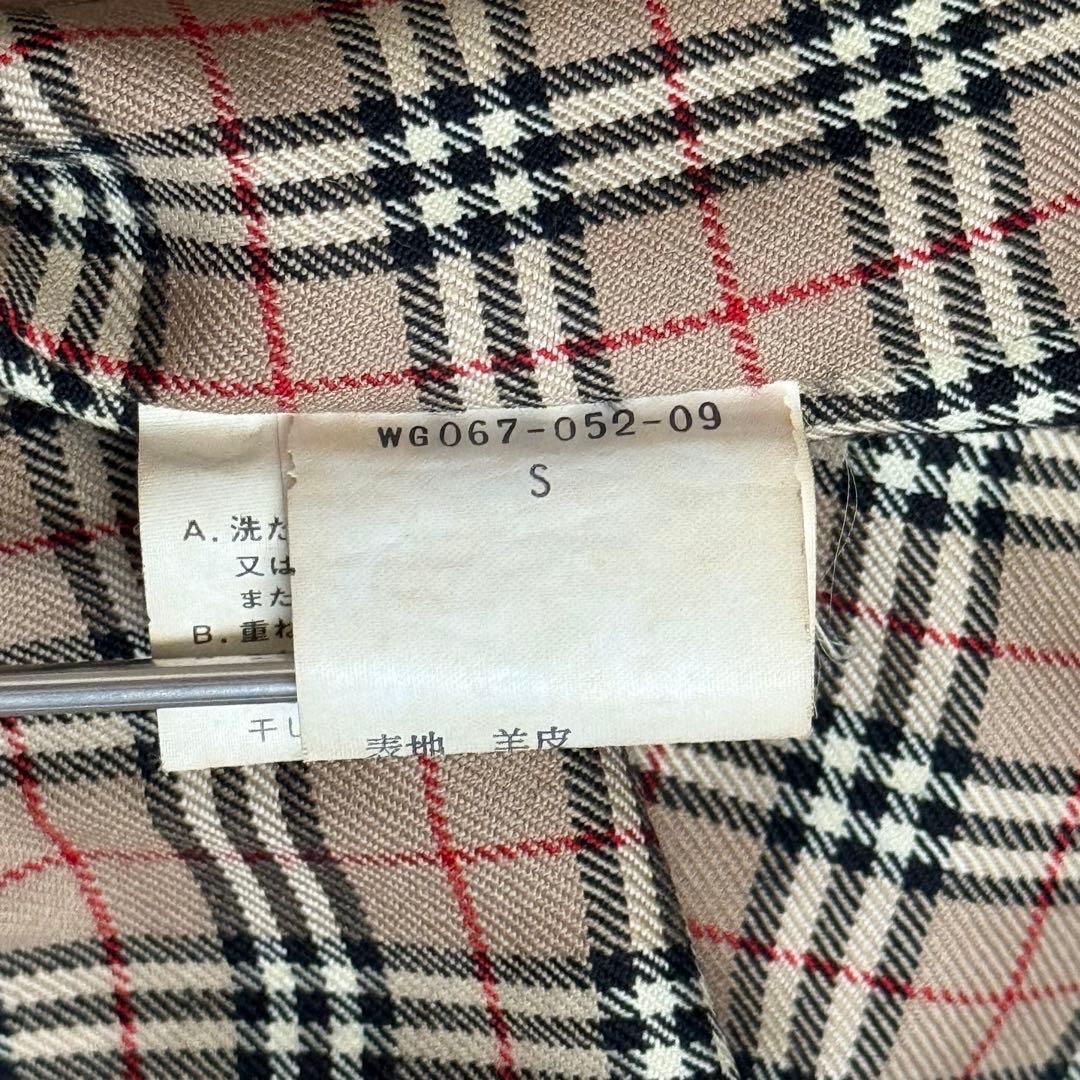 WG067-052-09
S
A.洗た
又は
また
B.重ね
干し
表地 羊皮